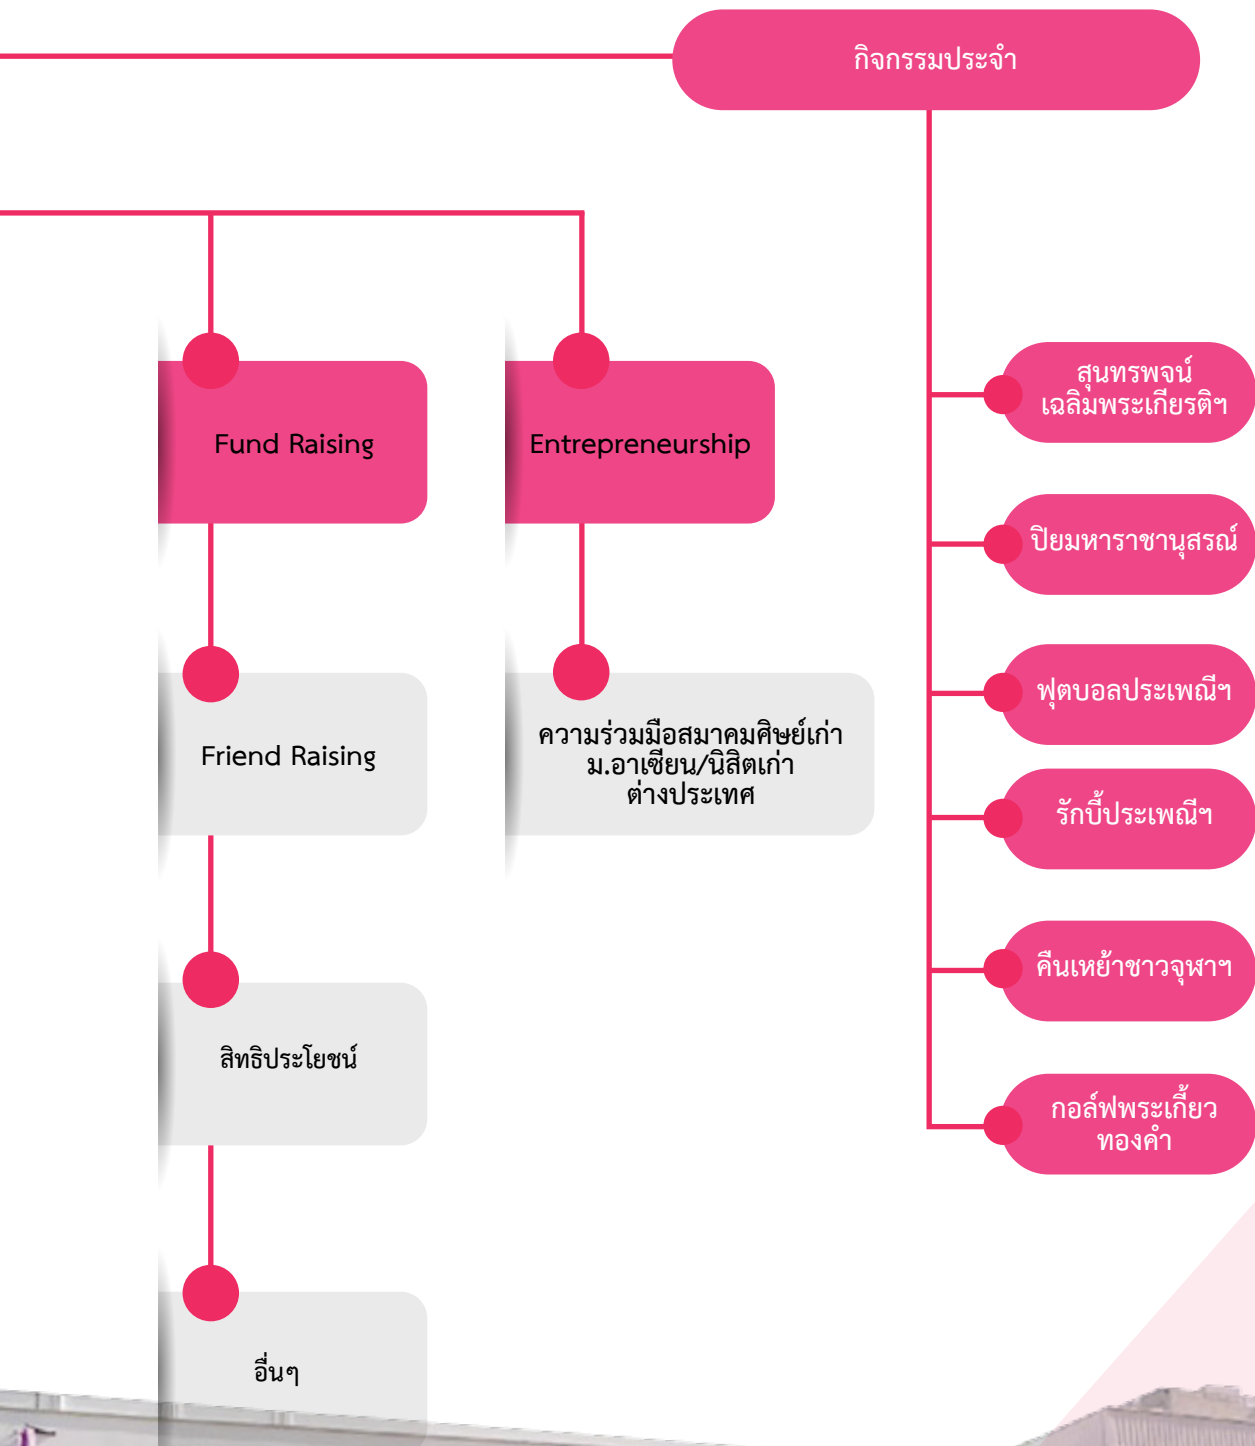 กิจกรรมประจำ
Fund Raising
Entrepreneurship
Friend Raising
ความร่วมมือสมาคมศิษย์เก่า
ม.อาเซียน/นิสิตเก่า
ต่างประเทศ
สิทธิประโยชน์
อื่นๆ
สุนทรพจน์
เฉลิมพระเกียรติฯ
ปิยมหาราชานุสรณ์
ฟุตบอลประเพณีฯ
รักบี้ประเพณีฯ
คืนเหย้าชาวจุฬาฯ
กอล์ฟพระเกี้ยว
ทองคำ